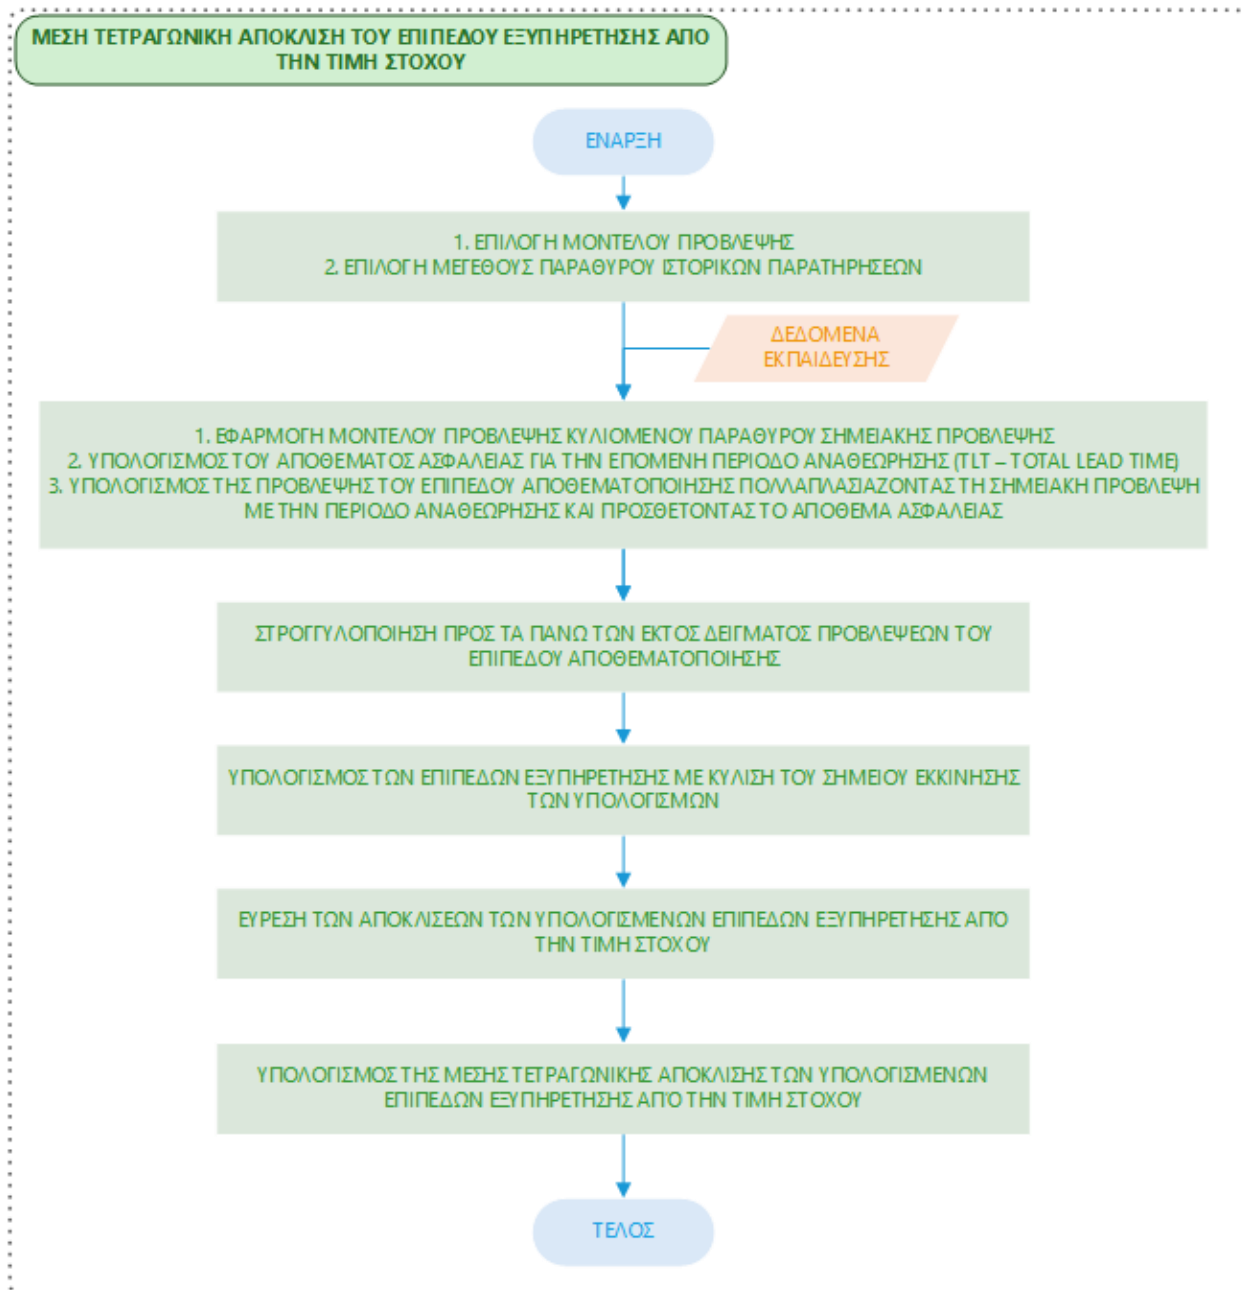 ΜΕΣΗ ΤΕΤΡΑΓΩΝΙΚΗ ΑΠΟΚΛΙΣΗ ΤΟΥ ΕΠΙΠΕΔΟΥ ΕΞΥΠΗΡΕΤΗΣΗΣ ΑΠΟ
ΤΗΝ ΤΙΜΗ ΣΤΟΧΟΥ
ΕΝΑΡΞΗ
1. ΕΠΙΛΟΓΗ ΜΟΝΤΕΛΟΥ ΠΡΟΒΛΕΨΗΣ
2. ΕΠΙΛΟΓΗ ΜΕΓΕΘΟΥΣ ΠΑΡΑΘΥΡΟΥ ΙΣΤΟΡΙΚΩΝ ΠΑΡΑΤΗΡΗΣΕΩΝ
ΔΕΔΟΜΕΝΑ
ΕΚΠΑΙΔΕΥΣΗΣ
1. ΕΦΑΡΜΟΓΗ ΜΟΝΤΕΛΟΥ ΠΡΟΒΛΕΨΗΣ ΚΥΛΙΟΜΕΝΟΥ ΠΑΡΑΘΥΡΟΥ ΣΗΜΕΙΑΚΗΣ ΠΡΟΒΛΕΨΗΣ
2. ΥΠΟΛΟΓΙΣΜΟΣ ΤΟΥ ΑΠΟΘΕΜΑΤΟΣ ΑΣΦΑΛΕΙΑΣ ΓΙΑ ΤΗΝ ΕΠΟΜΕΝΗ ΠΕΡΙΟΔΟ ΑΝΑΘΕΩΡΗΣΗΣ (TLT – TOTAL LEAD TIME)
3. ΥΠΟΛΟΓΙΣΜΟΣ ΤΗΣ ΠΡΟΒΛΕΨΗΣ ΤΟΥ ΕΠΙΠΕΔΟΥ ΑΠΟΘΕΜΑΤΟΠΟΙΗΣΗΣ ΠΟΛΛΑΠΛΑΣΙΑΖΟΝΤΑΣ ΤΗ ΣΗΜΕΙΑΚΗ ΠΡΟΒΛΕΨΗ
ΜΕ ΤΗΝ ΠΕΡΙΟΔΟ ΑΝΑΘΕΩΡΗΣΗΣ ΚΑΙ ΠΡΟΣΘΕΤΟΝΤΑΣ ΤΟ ΑΠΟΘΕΜΑ ΑΣΦΑΛΕΙΑΣ
ΣΤΡΟΓΓΥΛΟΠΟΙΗΣΗ ΠΡΟΣ ΤΑ ΠΑΝΩ ΤΩΝ ΕΚΤΟΣ ΔΕΙΓΜΑΤΟΣ ΠΡΟΒΛΕΨΕΩΝ ΤΟΥ
ΕΠΙΠΕΔΟΥ ΑΠΟΘΕΜΑΤΟΠΟΙΗΣΗΣ
ΥΠΟΛΟΓΙΣΜΟΣ ΤΩΝ ΕΠΙΠΕΔΩΝ ΕΞΥΠΗΡΕΤΗΣΗΣ ΜΕ ΚΥΛΙΣΗ ΤΟΥ ΣΗΜΕΙΟΥ ΕΚΚΙΝΗΣΗΣ
ΤΩΝ ΥΠΟΛΟΓΙΣΜΩΝ
ΕΥΡΕΣΗ ΤΩΝ ΑΠΟΚΛΙΣΕΩΝ ΤΩΝ ΥΠΟΛΟΓΙΣΜΕΝΩΝ ΕΠΙΠΕΔΩΝ ΕΞΥΠΗΡΕΤΗΣΗΣ ΑΠΌ
ΤΗΝ ΤΙΜΗ ΣΤΟΧΟΥ
ΥΠΟΛΟΓΙΣΜΟΣ ΤΗΣ ΜΕΣΗΣ ΤΕΤΡΑΓΩΝΙΚΗΣ ΑΠΟΚΛΙΣΗΣ ΤΩΝ ΥΠΟΛΟΓΙΣΜΕΝΩΝ
ΕΠΙΠΕΔΩΝ ΕΞΥΠΗΡΕΤΗΣΗΣ ΑΠΌ ΤΗΝ ΤΙΜΗ ΣΤΟΧΟΥ
ΤΕΛΟΣ